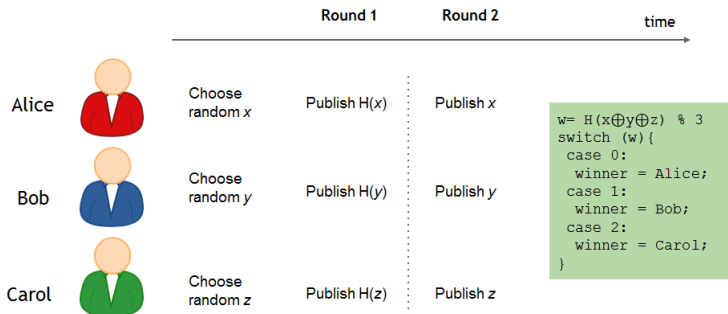 Round 1
Round 2
time
Alice
Choose
random x
Publish H(x)
Publish x
Bob
Choose
random y
Publish H(y)
Publish y
Carol
Choose
random z
Publish H(z)
Publish z
w= H(x⊕y⊕z) % 3
switch (w){
case 0:
winner = Alice;
case 1:
winner = Bob;
case 2:
winner = Carol;
}